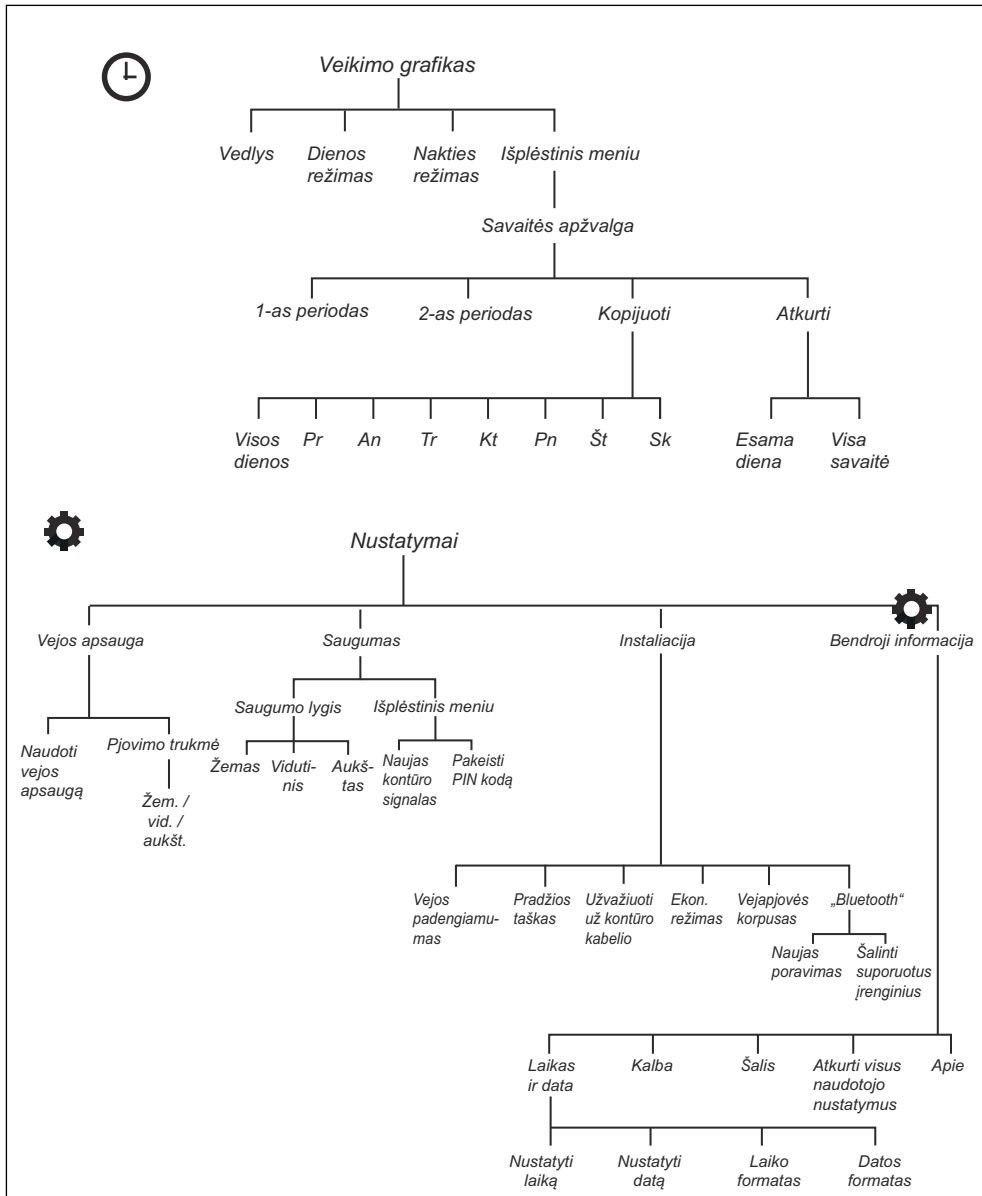 Veikimo grafikas
Vedlys
Dienos
režimas
Nakties
režimas
Išplėstinis meniu
Savaitės apžvalga
1-as periodas
2-as periodas
Kopijuoti
Atkurti
Visos
dienos
Pr
An
Tr
Kt
Pn
Št
Sk
Esama
diena
Visa
savaitė
Nustatymai
Vejos apsauga
Saugumas
Instaliacija
Bendroji informacija
Naudoti
vejos
apsaugą
Pjovimo trukmė
Žem. /
vid. /
aukšt.
Saugumo lygis
Išplėstinis meniu
Žemas
Viduti-
nis
Aukš-
tas
Naujas
kontūro
signalas
Pakeisti
PIN kodą
Vejos
padengiamu-
mas
Pradžios
taškas
Užvažiuoti
už kontūro
kabelio
Ekon.
režimas
Vejapjovės
korpusas
„Bluetooth“
Naujas
poravimas
Šalinti
suporuotus
įrenginius
Laikas
ir data
Kalba
Šalis
Atkurti visus
naudotojo
nustatymus
Apie
Nustatyti
laiką
Nustatyti
datą
Laiko
formatas
Datos
formatas